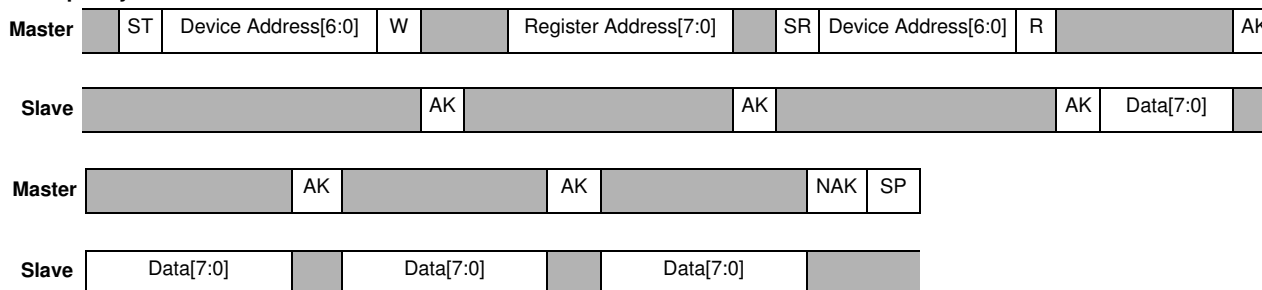 Master ST Device Address[6:0] W Register Address[7:0] SR Device Address[6:0] R AK
Slave AK AK AK Data[7:0]
Master AK AK NAK SP
Slave Data[7:0] Data[7:0] Data[7:0]